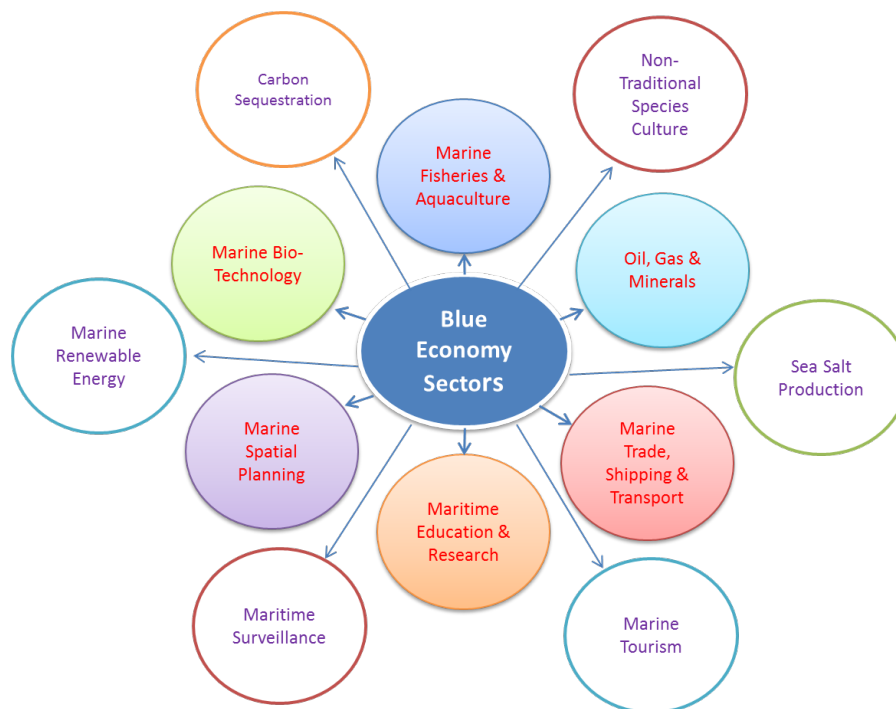 Carbon
Sequestration
Non-
Traditional
Species
Culture
Marine
Fisheries &
Aquaculture
Marine Bio-
Technology
Oil, Gas &
Minerals
Blue
Economy
Sectors
Marine
Renewable
Energy
Sea Salt
Production
Marine
Spatial
Planning
Marine
Trade,
Shipping &
Transport
Maritime
Education &
Research
Maritime
Surveillance
Marine
Tourism